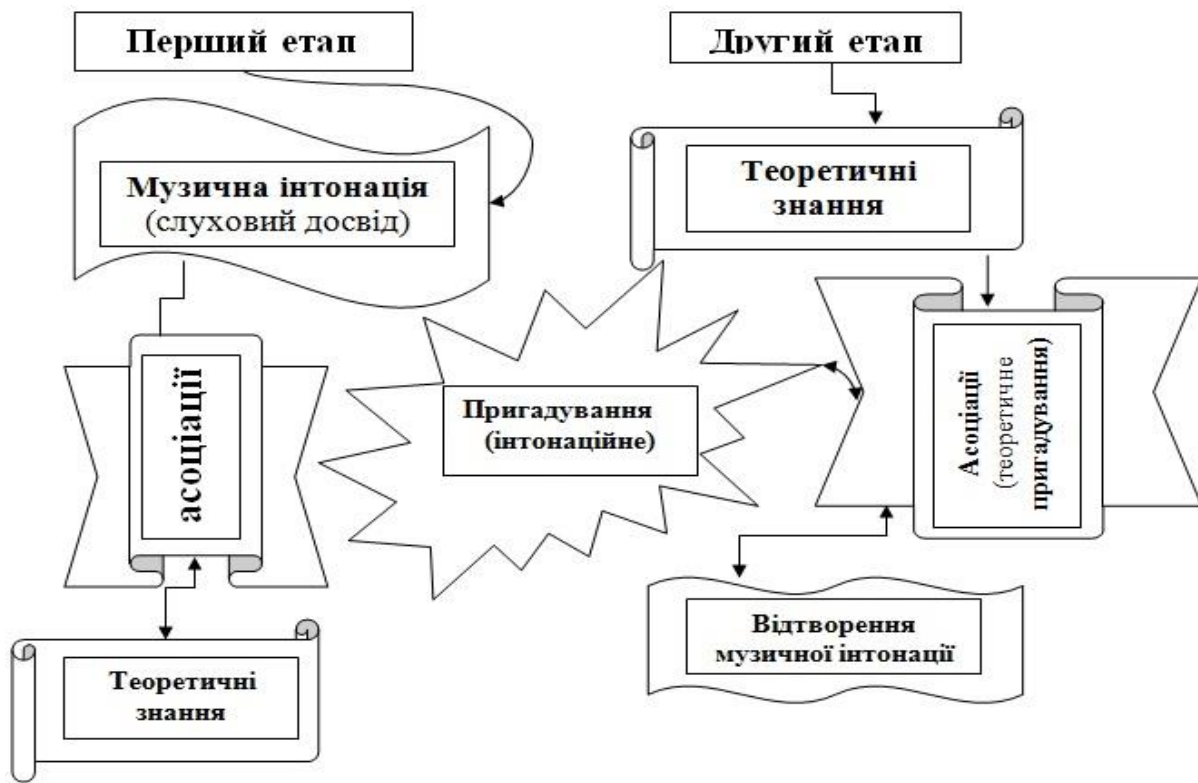 Перший етап
Музична інтонація
(слуховий досвід)
асоціації
Теоретичні
знання
Другий етап
Теоретичні
знання
Асоціації
(теоретичне
пригадування)
Пригадування
(інтонаційне)
Відтворення
музичної інтонації